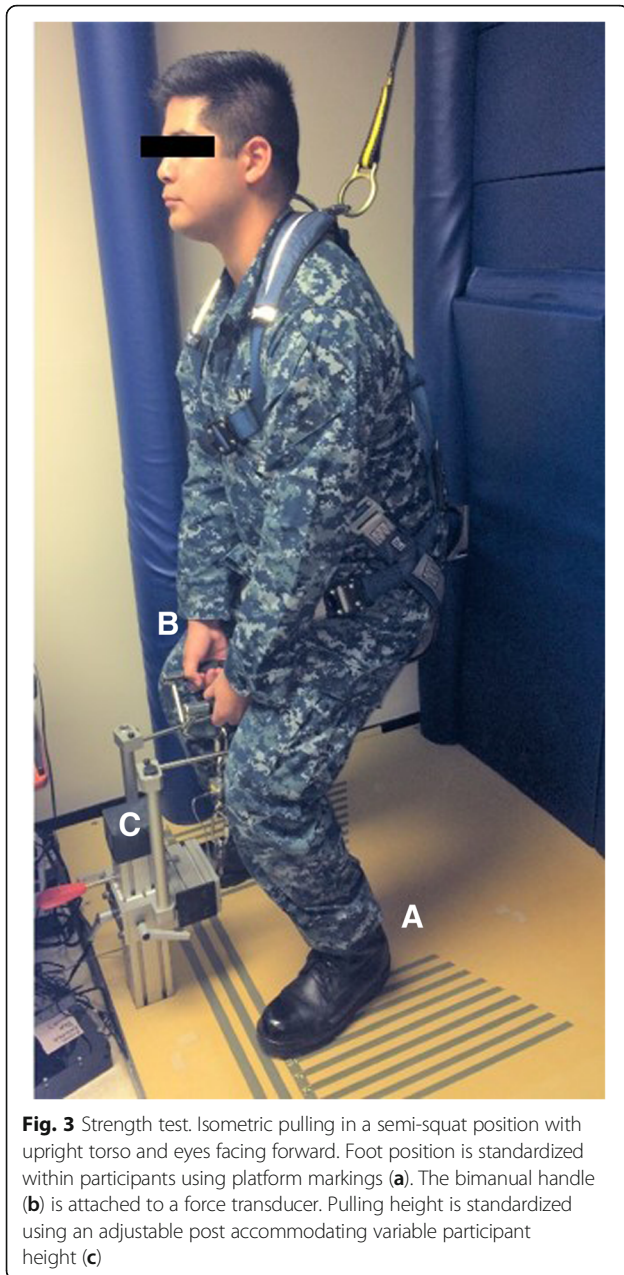 B
C
A
Fig. 3 Strength test. Isometric pulling in a semi-squat position with
upright torso and eyes facing forward. Foot position is standardized
within participants using platform markings (a). The bimanual handle
(b) is attached to a force transducer. Pulling height is standardized
using an adjustable post accommodating variable participant
height (c)